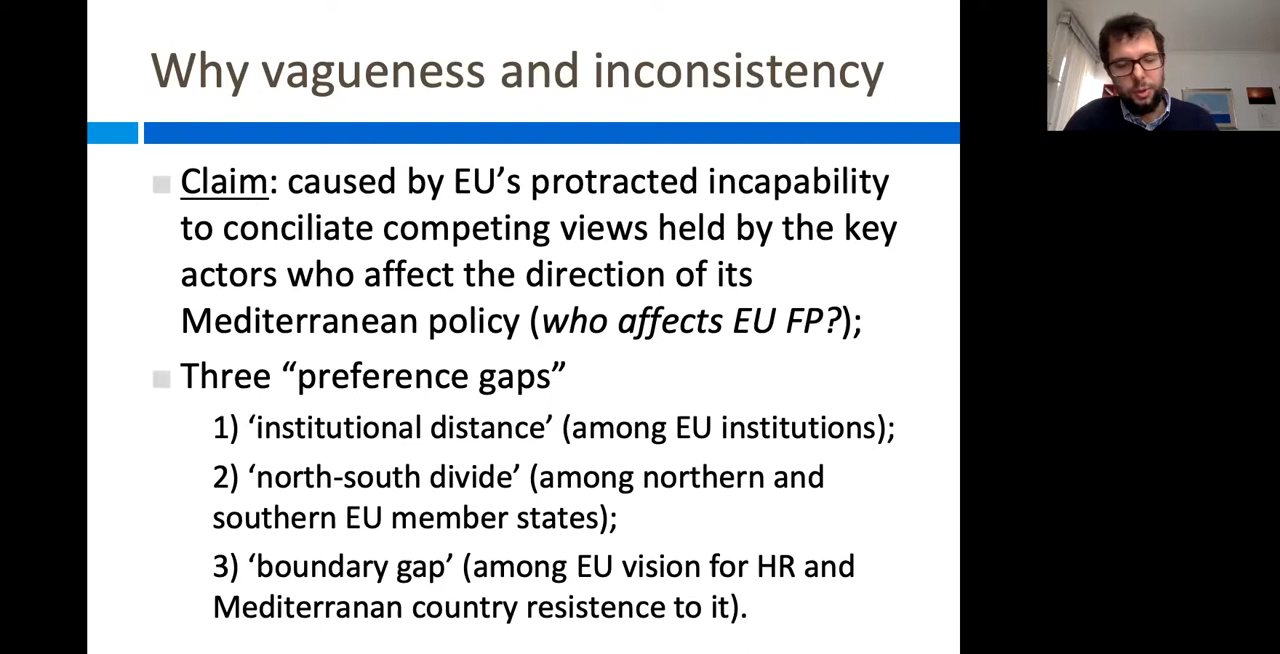 Why vagueness and inconsistency
Claim: caused by EU’s protracted incapability
to conciliate competing views held by the key
actors who affect the direction of its
Mediterranean policy (who affects EU FP?);
Three “preference gaps”
1) ‘institutional distance’ (among EU institutions);
2) ‘north-south divide’ (among northern and
southern EU member states);
3) ‘boundary gap’ (among EU vision for HR and
Mediterranan country resistence to it).